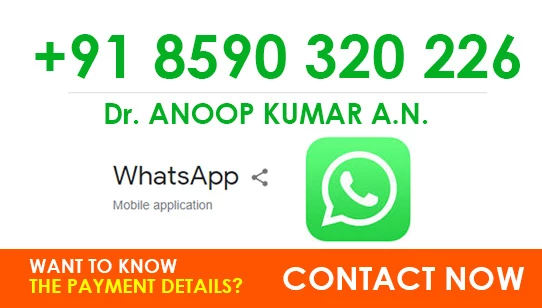 +91 8590 320 226
Dr. ANOOP KUMAR A.N.
WhatsApp
Mobile application
WANT TO KNOW
THE PAYMENT DETAILS?
CONTACT NOW